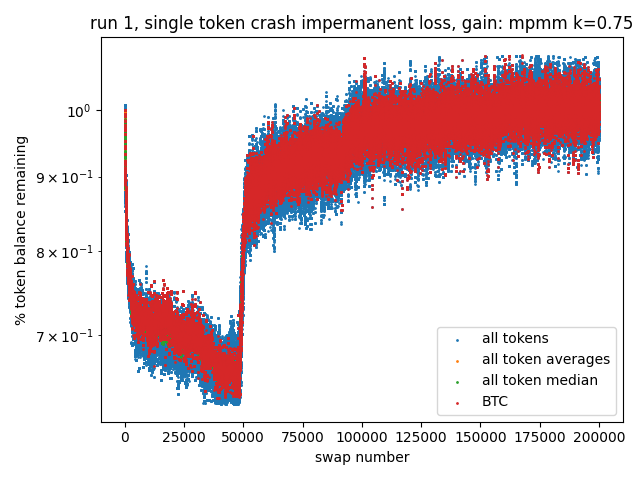 run 1, single token crash impermanent loss, gain: mpmm k=0.75
% token balance remaining
10⁰
9 × 10⁻¹
8 × 10⁻¹
7 × 10⁻¹
all tokens
all token averages
all token median
BTC
0 25000 50000 75000 100000 125000 150000 175000 200000
swap number